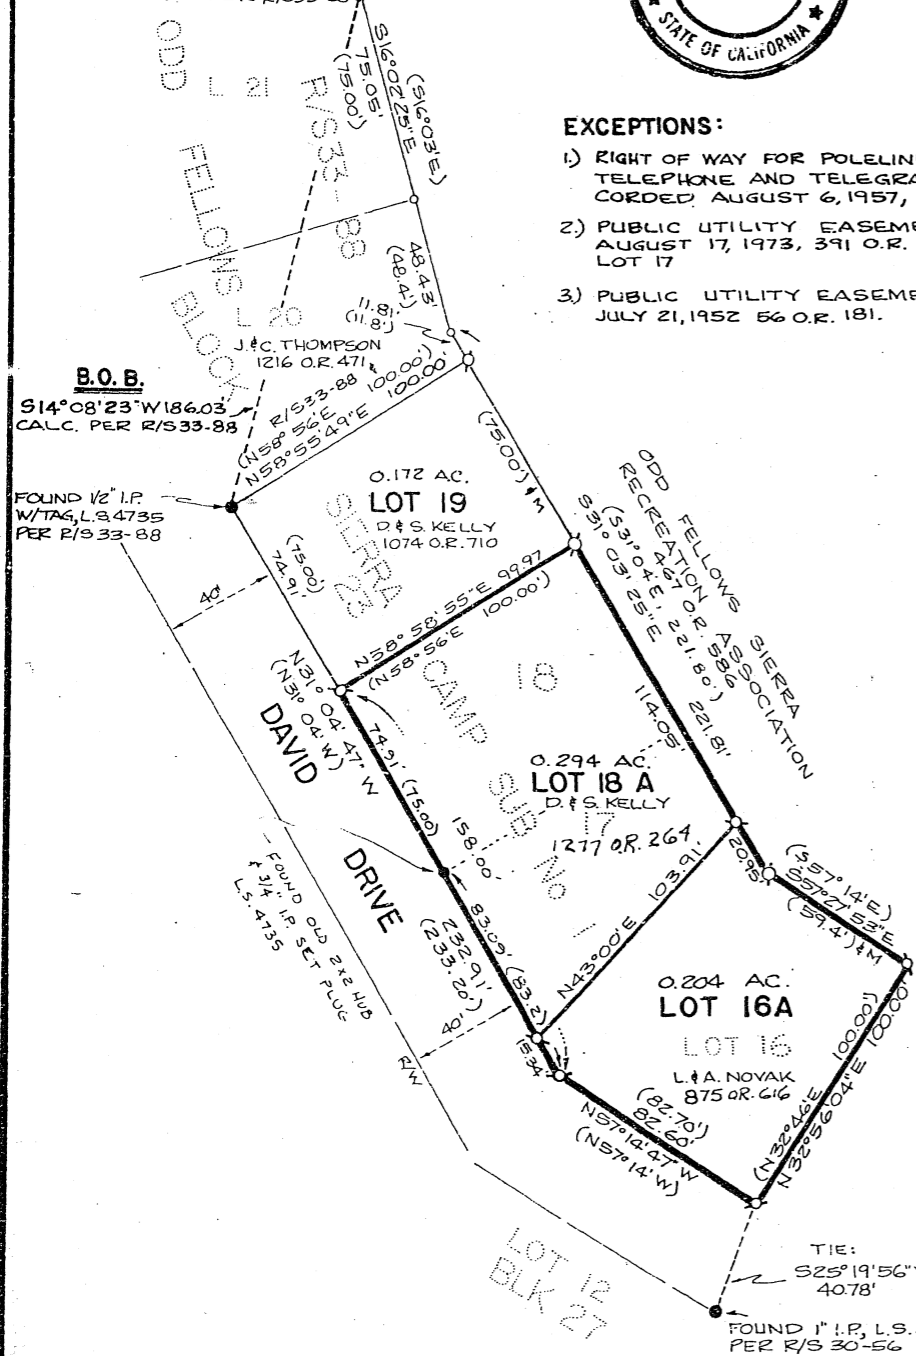 STATE OF CALIFORNIA
EXCEPTIONS:
1.) RIGHT OF WAY FOR POLELIN
TELEPHONE AND TELEGRA
CORDED AUGUST 6, 1957,
2.) PUBLIC UTILITY EASEME
AUGUST 17, 1973, 391 O.R.
LOT 17
3.) PUBLIC UTILITY EASEME
JULY 21, 1952 56 O.R. 181.
S16°02'25"E
75.05'
(75.00')
(S16°03'E)
ODD
FELLOWS
BLOCK
L 21
R/S33-88
L 20
48.43'
(48.4')
11.81
(11.8')
J.&C. THOMPSON
1216 O.R. 471
B.O.B.
S14°08'23"W 186.03'
CALC. PER R/S33-88
R/S33-88
(N58°56'E 100.00')
N58°55'49"E 100.00'
FOUND 1/2" I.P.
W/TAG, L.S. 4735
PER R/S 33-88
0.172 AC.
LOT 19
D. & S. KELLY
1074 O.R. 710
(75.00') & M
SIERRA
23
(75.00')
74.91'
40'
N58°58'55"E 99.97
(N58°56'E 100.00')
ODD FELLOWS SIERRA
RECREATION ASSOCIATION
467 O.R. 586
(S31°04'E, 221.80')
S31°03'25"E 221.81'
N31°04'47"W
(N31°04'W)
DAVID
DRIVE
CAMP
SUB No 1
18
114.05'
0.294 AC.
LOT 18 A
D. & S. KELLY
17
1277 O.R. 264
74.91' (75.00')
158.00'
FOUND OLD 2X2 HUB
& 3/4" I.P. SET PLUG
L.S. 4735
83.09' (83.2')
232.91'
(233.20')
N43°00'E 103.91'
20.95'
(S57°14'E)
S57°27'53"E
(59.4') & M
0.204 AC.
LOT 16A
LOT 16
L. & A. NOVAK
875 O.R. 616
40'
R/W
15.34'
(82.70')
82.60'
N57°14'47"W
(N57°14'W)
(N32°46'E 100.00')
N32°56'04"E 100.00'
LOT 12
BLK 27
TIE:
S25°19'56"
40.78'
FOUND 1" I.P., L.S.
PER R/S 30-56